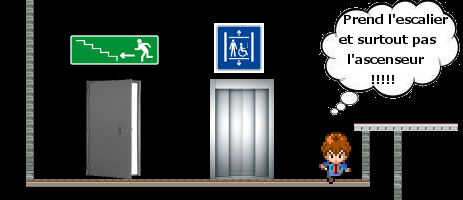 Prend l'escalier
et surtout pas
l'ascenseur
!!!!!